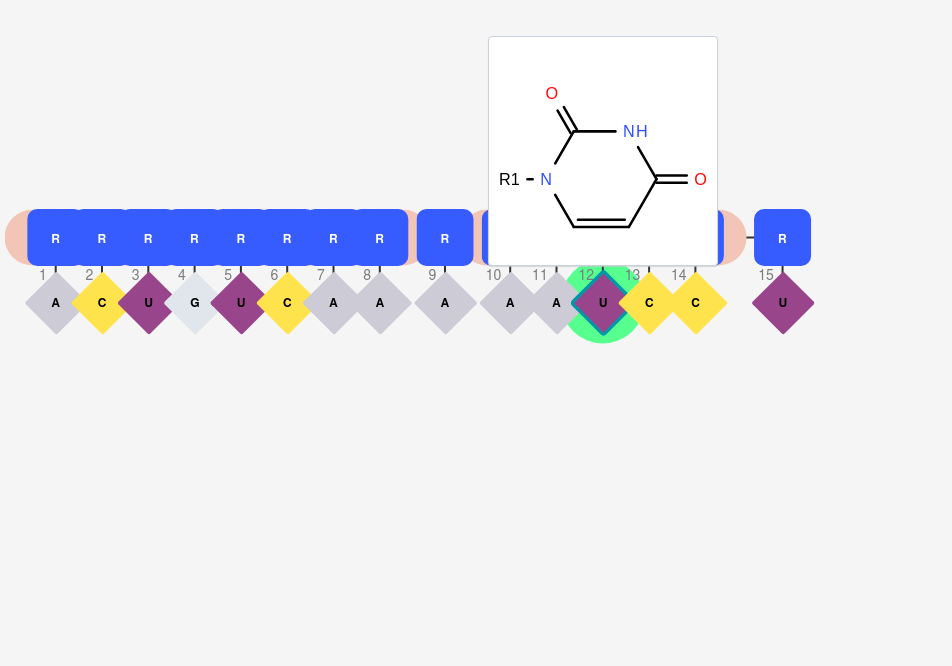 O
NH
R1 N O
R R R R R R R R R R
1 2 3 4 5 6 7 8 9 10 11 12 13 14 15
A C U G U C A A A A A U C C U